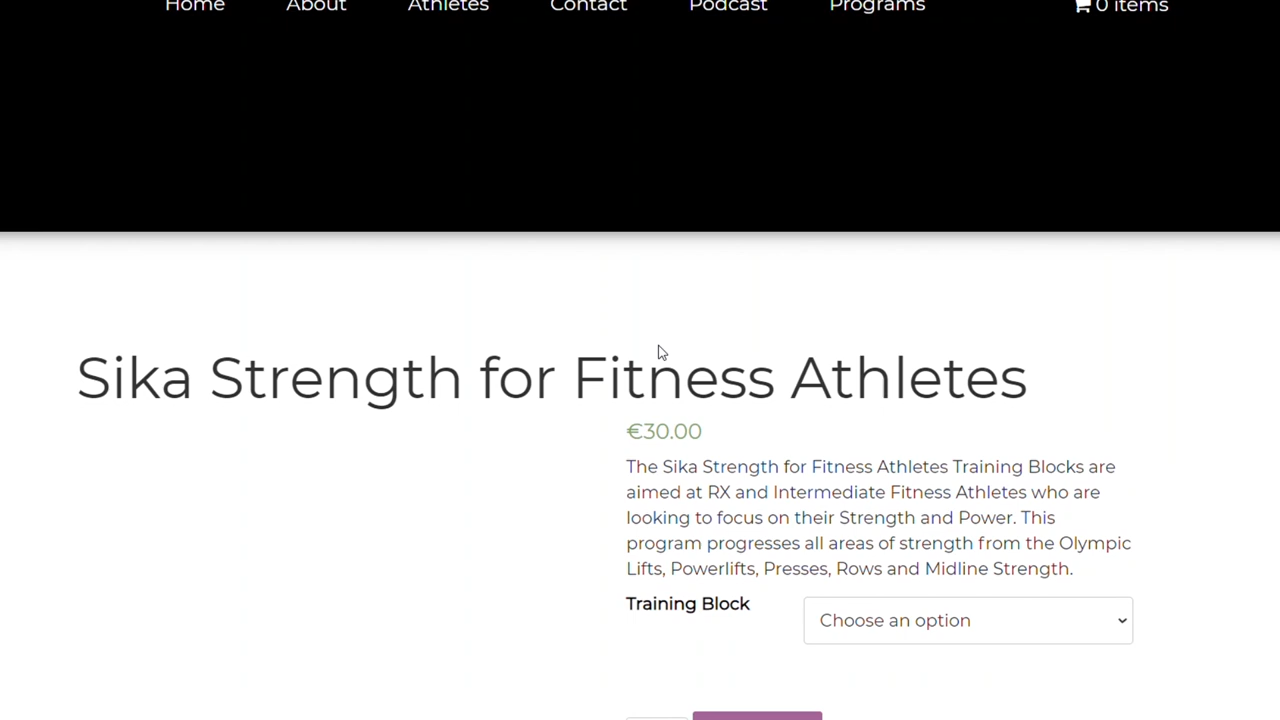 Home About Athletes Contact Podcast Programs 0 items
Sika Strength for Fitness Athletes
€30.00
The Sika Strength for Fitness Athletes Training Blocks are
aimed at RX and Intermediate Fitness Athletes who are
looking to focus on their Strength and Power. This
program progresses all areas of strength from the Olympic
Lifts, Powerlifts, Presses, Rows and Midline Strength.
Training Block
Choose an option